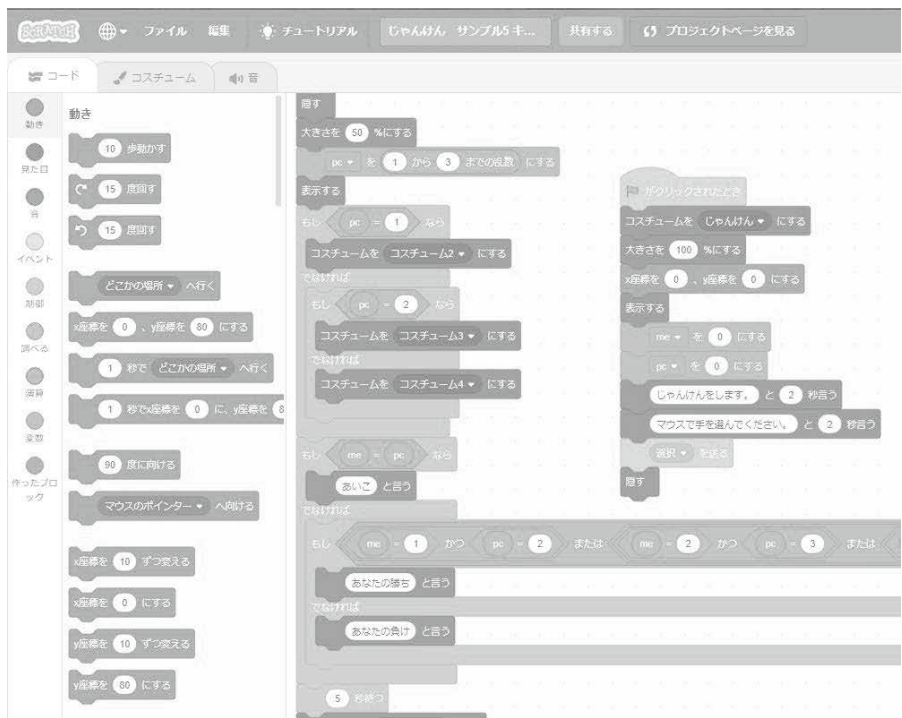 SCRATCH ファイル 編集 チュートリアル じゃんけん サンプル5 キ... 共有する プロジェクトページを見る
コード コスチューム 音
動き
見た目
音
イベント
制御
調べる
演算
変数
作ったブロック
動き
10 歩動かす
15 度回す
15 度回す
どこかの場所 へ行く
x座標を 0 、y座標を 80 にする
1 秒で どこかの場所 へ行く
1 秒でx座標を 0 に、y座標を 8
90 度に向ける
マウスのポインター へ向ける
x座標を 10 ずつ変える
x座標を 0 にする
y座標を 10 ずつ変える
y座標を 80 にする
隠す
大きさを 50 %にする
pc を 1 から 3 までの乱数 にする
表示する
もし pc = 1 なら
コスチュームを コスチューム2 にする
でなければ
もし pc = 2 なら
コスチュームを コスチューム3 にする
でなければ
コスチュームを コスチューム4 にする
もし me = pc なら
あいこ と言う
でなければ
もし me = 1 かつ pc = 2 または me = 2 かつ pc = 3 または
あなたの勝ち と言う
でなければ
あなたの負け と言う
5 秒待つ
がクリックされたとき
コスチュームを じゃんけん にする
大きさを 100 %にする
x座標を 0 、y座標を 0 にする
表示する
me を 0 にする
pc を 0 にする
じゃんけんをします。 と 2 秒言う
マウスで手を選んでください。 と 2 秒言う
選択 を送る
隠す